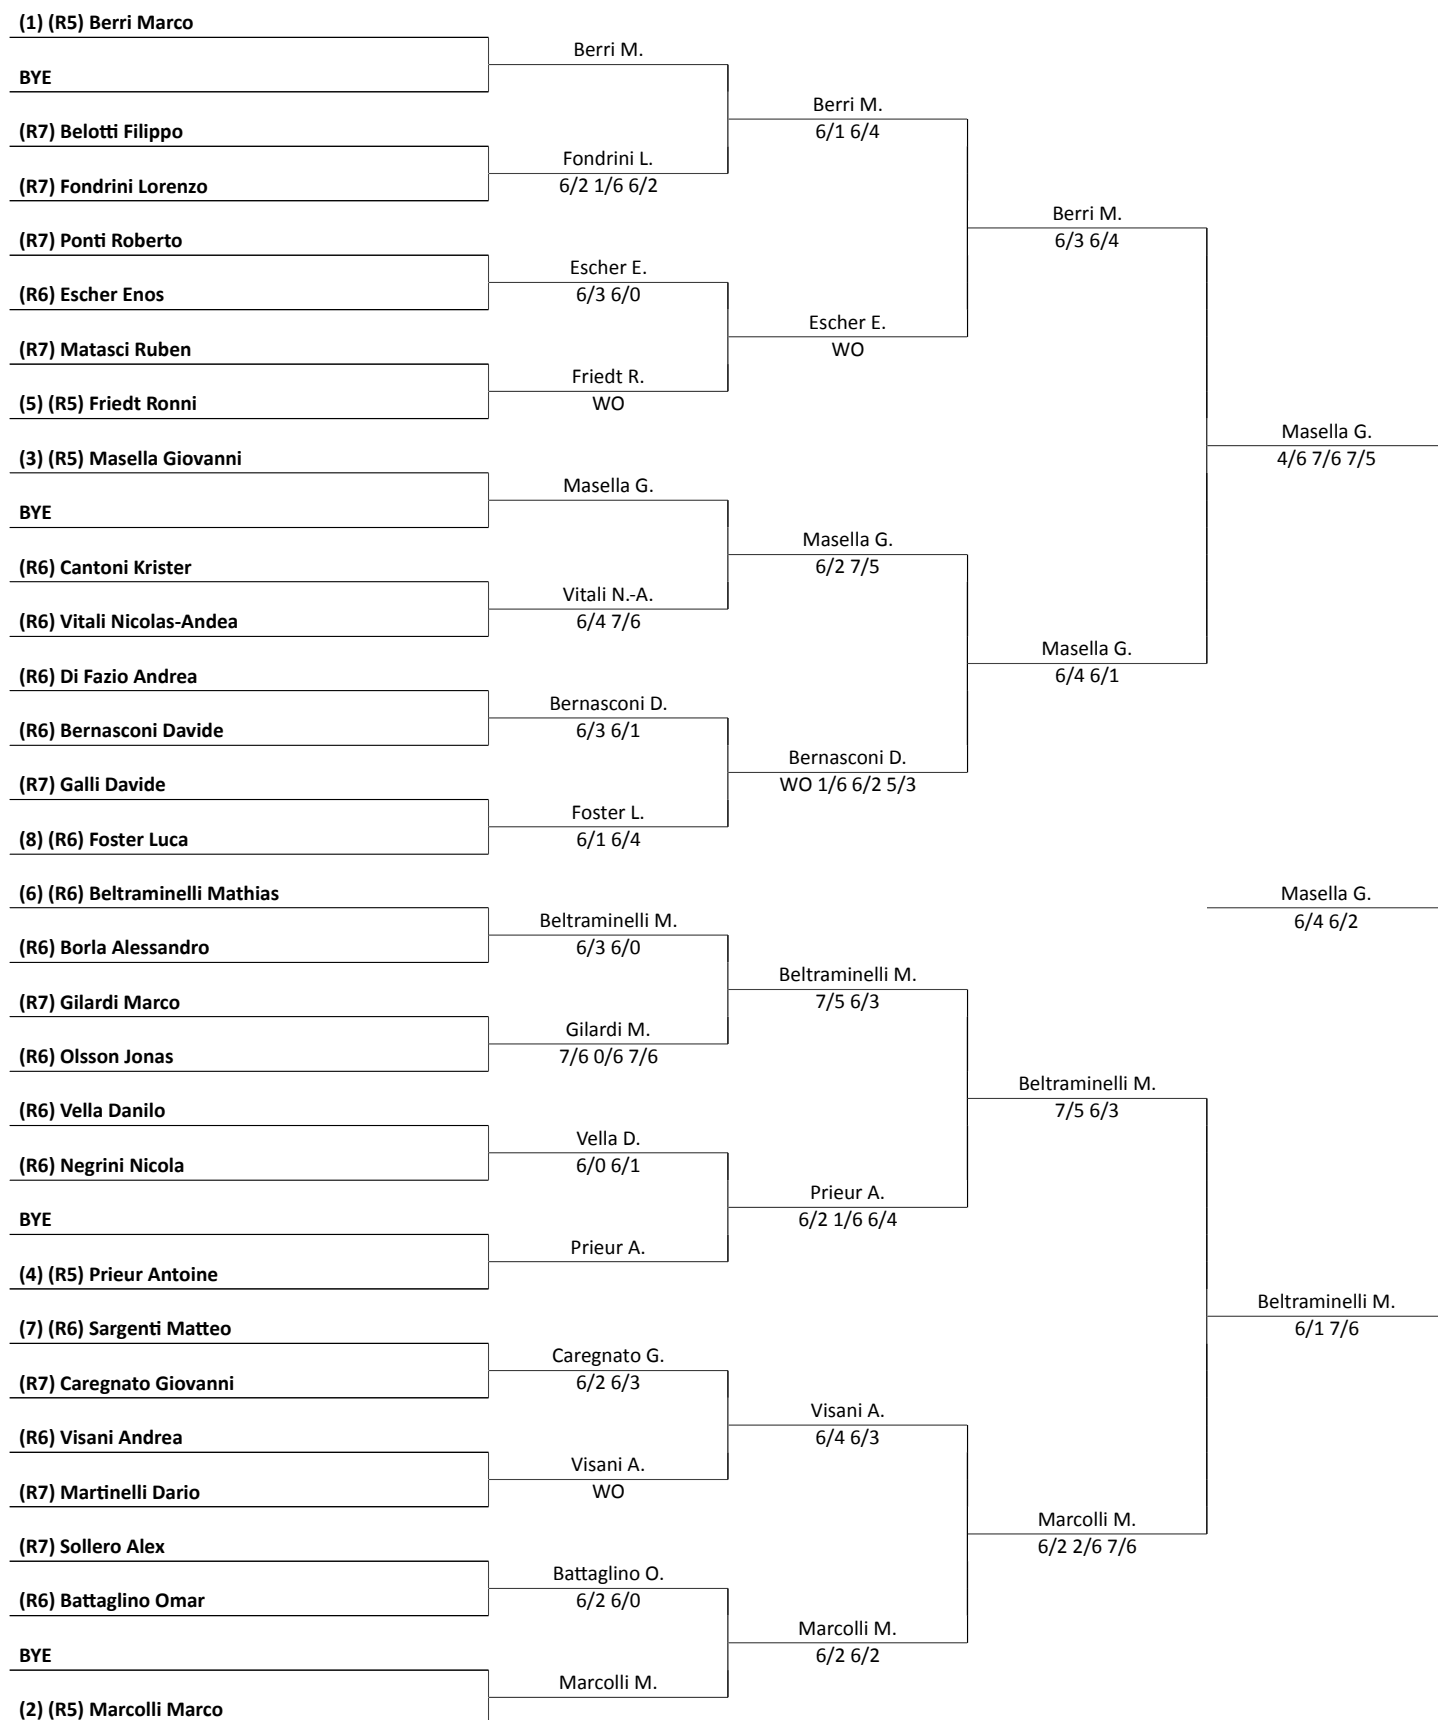 (1) (R5) Berri Marco
Berri M.
BYE
Berri M.
6/1 6/4
(R7) Belotti Filippo
Fondrini L.
6/2 1/6 6/2
(R7) Fondrini Lorenzo
Berri M.
6/3 6/4
(R7) Ponti Roberto
Escher E.
6/3 6/0
(R6) Escher Enos
Escher E.
WO
(R7) Matasci Ruben
Friedt R.
WO
(5) (R5) Friedt Ronni
Masella G.
4/6 7/6 7/5
(3) (R5) Masella Giovanni
Masella G.
BYE
Masella G.
6/2 7/5
(R6) Cantoni Krister
Vitali N.-A.
6/4 7/6
(R6) Vitali Nicolas-Andea
Masella G.
6/4 6/1
(R6) Di Fazio Andrea
Bernasconi D.
6/3 6/1
(R6) Bernasconi Davide
Bernasconi D.
WO 1/6 6/2 5/3
(R7) Galli Davide
Foster L.
6/1 6/4
(8) (R6) Foster Luca
(6) (R6) Beltraminelli Mathias
Masella G.
6/4 6/2
Beltraminelli M.
6/3 6/0
(R6) Borla Alessandro
Beltraminelli M.
7/5 6/3
(R7) Gilardi Marco
Gilardi M.
7/6 0/6 7/6
(R6) Olsson Jonas
Beltraminelli M.
7/5 6/3
(R6) Vella Danilo
Vella D.
6/0 6/1
(R6) Negrini Nicola
Prieur A.
6/2 1/6 6/4
BYE
Prieur A.
(4) (R5) Prieur Antoine
Beltraminelli M.
6/1 7/6
(7) (R6) Sargenti Matteo
Caregnato G.
6/2 6/3
(R7) Caregnato Giovanni
Visani A.
6/4 6/3
(R6) Visani Andrea
Visani A.
WO
(R7) Martinelli Dario
Marcolli M.
6/2 2/6 7/6
(R7) Sollero Alex
Battaglino O.
6/2 6/0
(R6) Battaglino Omar
Marcolli M.
6/2 6/2
BYE
Marcolli M.
(2) (R5) Marcolli Marco